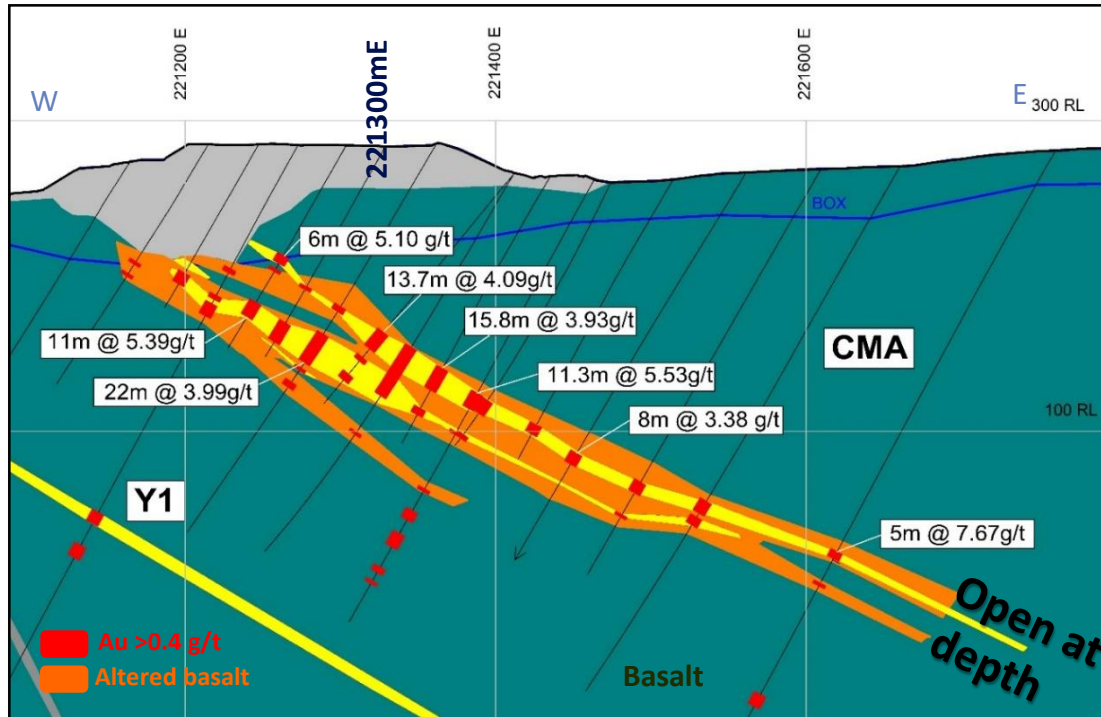 221200 E
221300mE
221400 E
221600 E
W
E
300 RL
BOX
6m @ 5.10 g/t
13.7m @ 4.09g/t
15.8m @ 3.93g/t
11m @ 5.39g/t
CMA
11.3m @ 5.53g/t
22m @ 3.99g/t
8m @ 3.38 g/t
100 RL
Y1
5m @ 7.67g/t
Open at
depth
Au >0.4 g/t
Altered basalt
Basalt